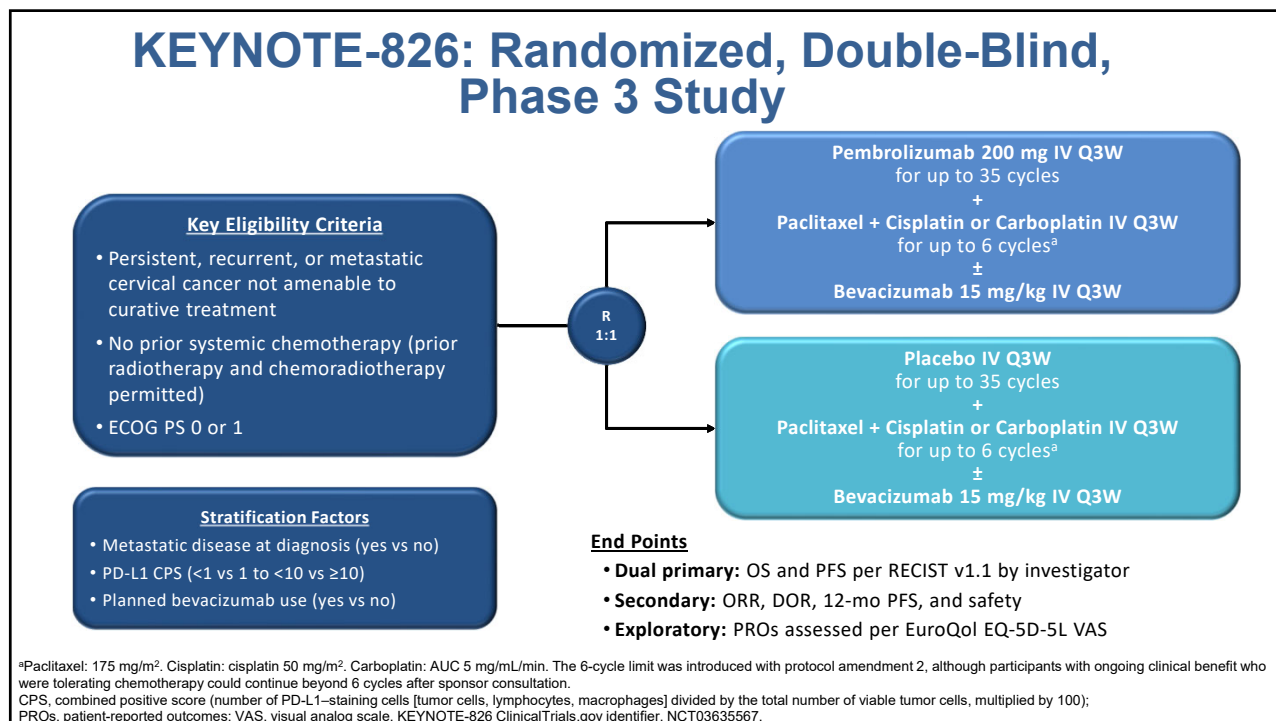 KEYNOTE-826: Randomized, Double-Blind,
Phase 3 Study
Key Eligibility Criteria
• Persistent, recurrent, or metastatic
cervical cancer not amenable to
curative treatment
• No prior systemic chemotherapy (prior
radiotherapy and chemoradiotherapy
permitted)
• ECOG PS 0 or 1
Stratification Factors
• Metastatic disease at diagnosis (yes vs no)
• PD-L1 CPS (<1 vs 1 to <10 vs ≥10)
• Planned bevacizumab use (yes vs no)
R
1:1
Pembrolizumab 200 mg IV Q3W
for up to 35 cycles
+
Paclitaxel + Cisplatin or Carboplatin IV Q3W
for up to 6 cyclesᵃ
±
Bevacizumab 15 mg/kg IV Q3W
Placebo IV Q3W
for up to 35 cycles
+
Paclitaxel + Cisplatin or Carboplatin IV Q3W
for up to 6 cyclesᵃ
±
Bevacizumab 15 mg/kg IV Q3W
End Points
• Dual primary: OS and PFS per RECIST v1.1 by investigator
• Secondary: ORR, DOR, 12-mo PFS, and safety
• Exploratory: PROs assessed per EuroQol EQ-5D-5L VAS
ᵃPaclitaxel: 175 mg/m². Cisplatin: cisplatin 50 mg/m². Carboplatin: AUC 5 mg/mL/min. The 6-cycle limit was introduced with protocol amendment 2, although participants with ongoing clinical benefit who
were tolerating chemotherapy could continue beyond 6 cycles after sponsor consultation.
CPS, combined positive score (number of PD-L1–staining cells [tumor cells, lymphocytes, macrophages] divided by the total number of viable tumor cells, multiplied by 100);
PROs, patient-reported outcomes; VAS, visual analog scale. KEYNOTE-826 ClinicalTrials.gov identifier, NCT03635567.